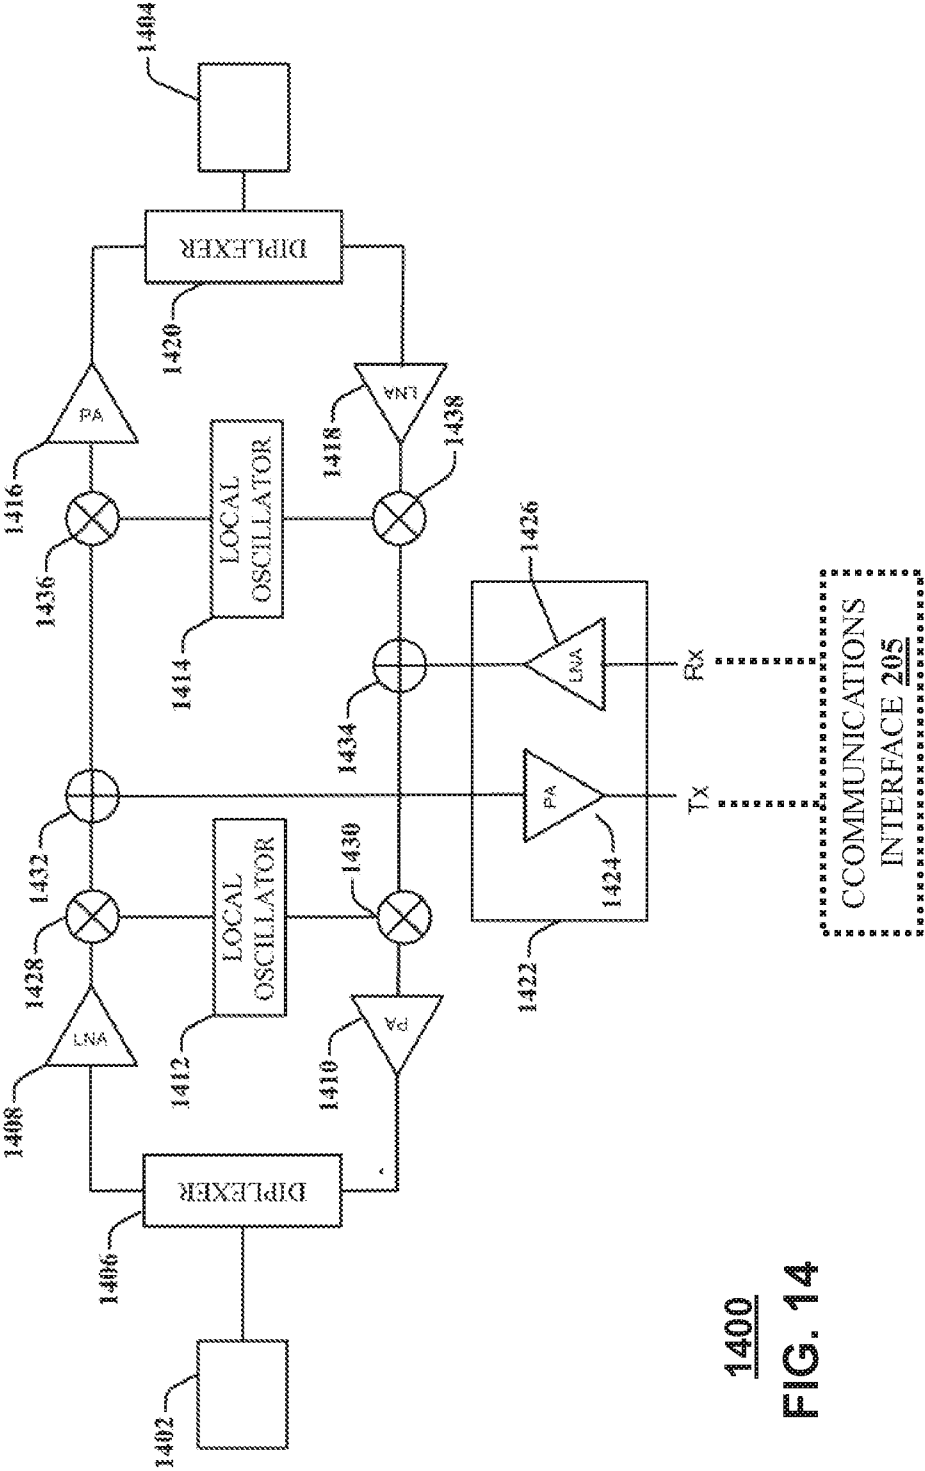 1404
DIPLEXER
1420
PA
1416
LNA
1418
1436
LOCAL
OSCILLATOR
1414
1438
1434
LNA
1426
1432
PA
1424
1422
1428
LOCAL
OSCILLATOR
1412
1430
LNA
1408
PA
1410
DIPLEXER
1406
1402
Rx
Tx
CCOMMUNICATIONS
INTERFACE 205
1400
FIG. 14